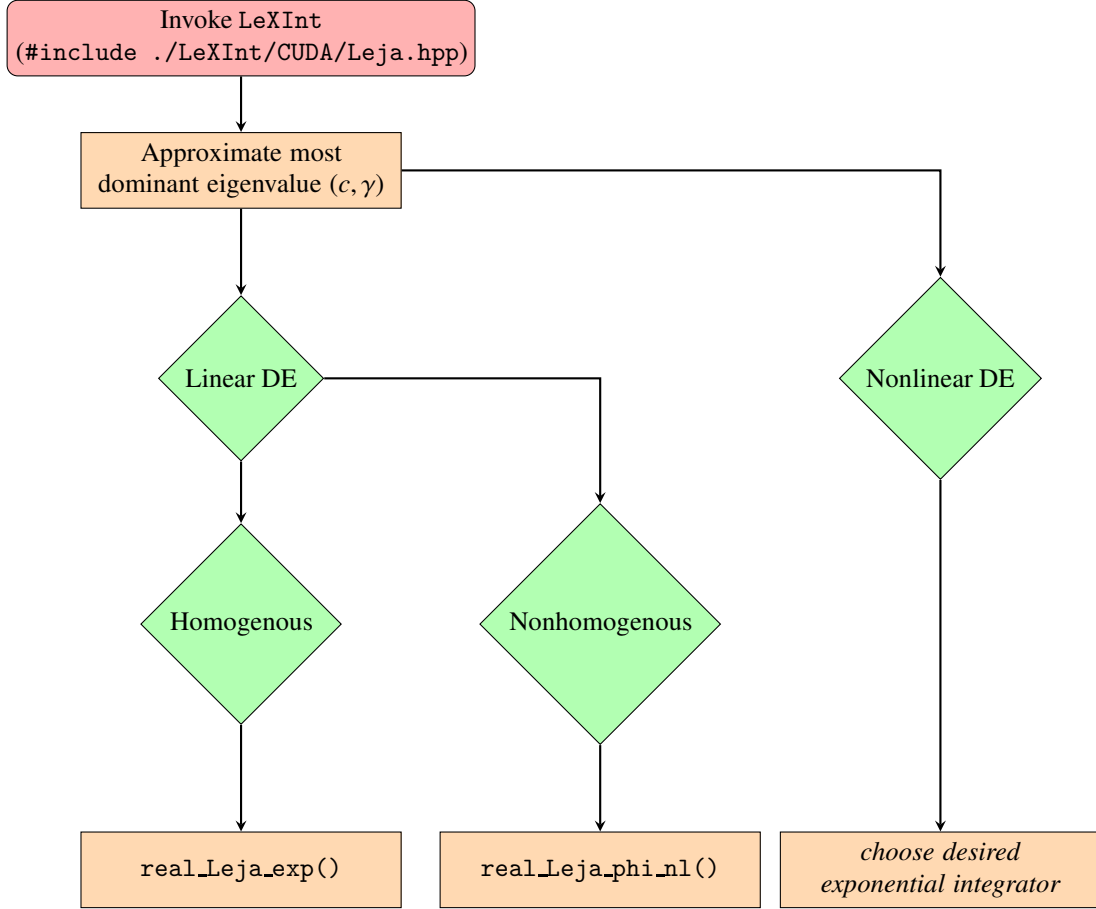 Invoke LeXInt
(#include ./LeXInt/CUDA/Leja.hpp)
Approximate most
dominant eigenvalue (c, γ)
Linear DE
Nonlinear DE
Homogenous
Nonhomogenous
real_Leja_exp()
real_Leja_phi_nl()
choose desired
exponential integrator